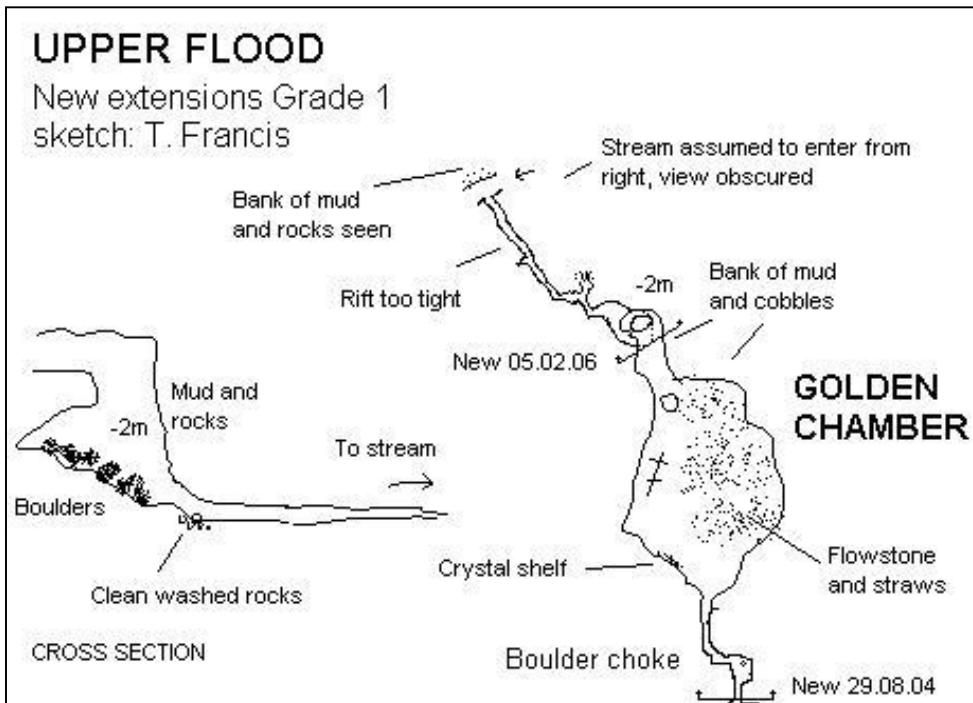 UPPER FLOOD
New extensions Grade 1
sketch: T. Francis
Stream assumed to enter from
right, view obscured
Bank of mud
and rocks seen
Rift too tight
-2m
Bank of mud
and cobbles
New 05.02.06
GOLDEN
CHAMBER
Mud and
rocks
-2m
To stream
Boulders
Crystal shelf
Flowstone
and straws
Clean washed rocks
CROSS SECTION
Boulder choke
New 29.08.04